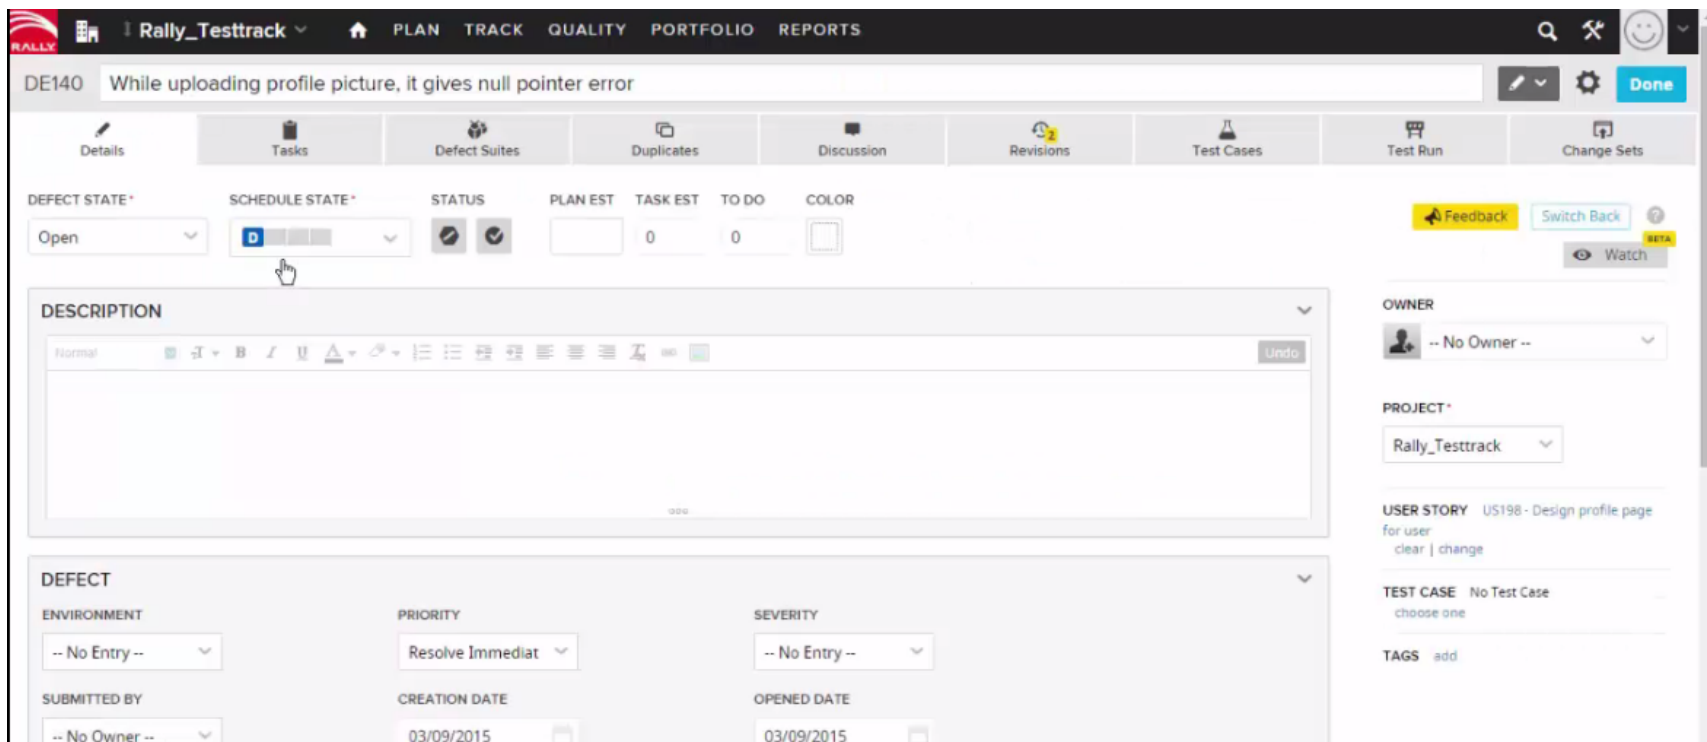 RALLY Rally_Testtrack PLAN TRACK QUALITY PORTFOLIO REPORTS
DE140 While uploading profile picture, it gives null pointer error Done
Details Tasks Defect Suites Duplicates Discussion 2 Revisions Test Cases Test Run Change Sets
DEFECT STATE* SCHEDULE STATE* STATUS PLAN EST TASK EST TO DO COLOR
Feedback Switch Back ?
Open D 0 0
BETA
Watch
DESCRIPTION
Normal T B I U A Undo
OWNER
-- No Owner --
PROJECT*
Rally_Testtrack
USER STORY US198 - Design profile page
for user
clear | change
TEST CASE No Test Case
choose one
TAGS add
DEFECT
ENVIRONMENT PRIORITY SEVERITY
-- No Entry -- Resolve Immediat -- No Entry --
SUBMITTED BY CREATION DATE OPENED DATE
-- No Owner -- 03/09/2015 03/09/2015